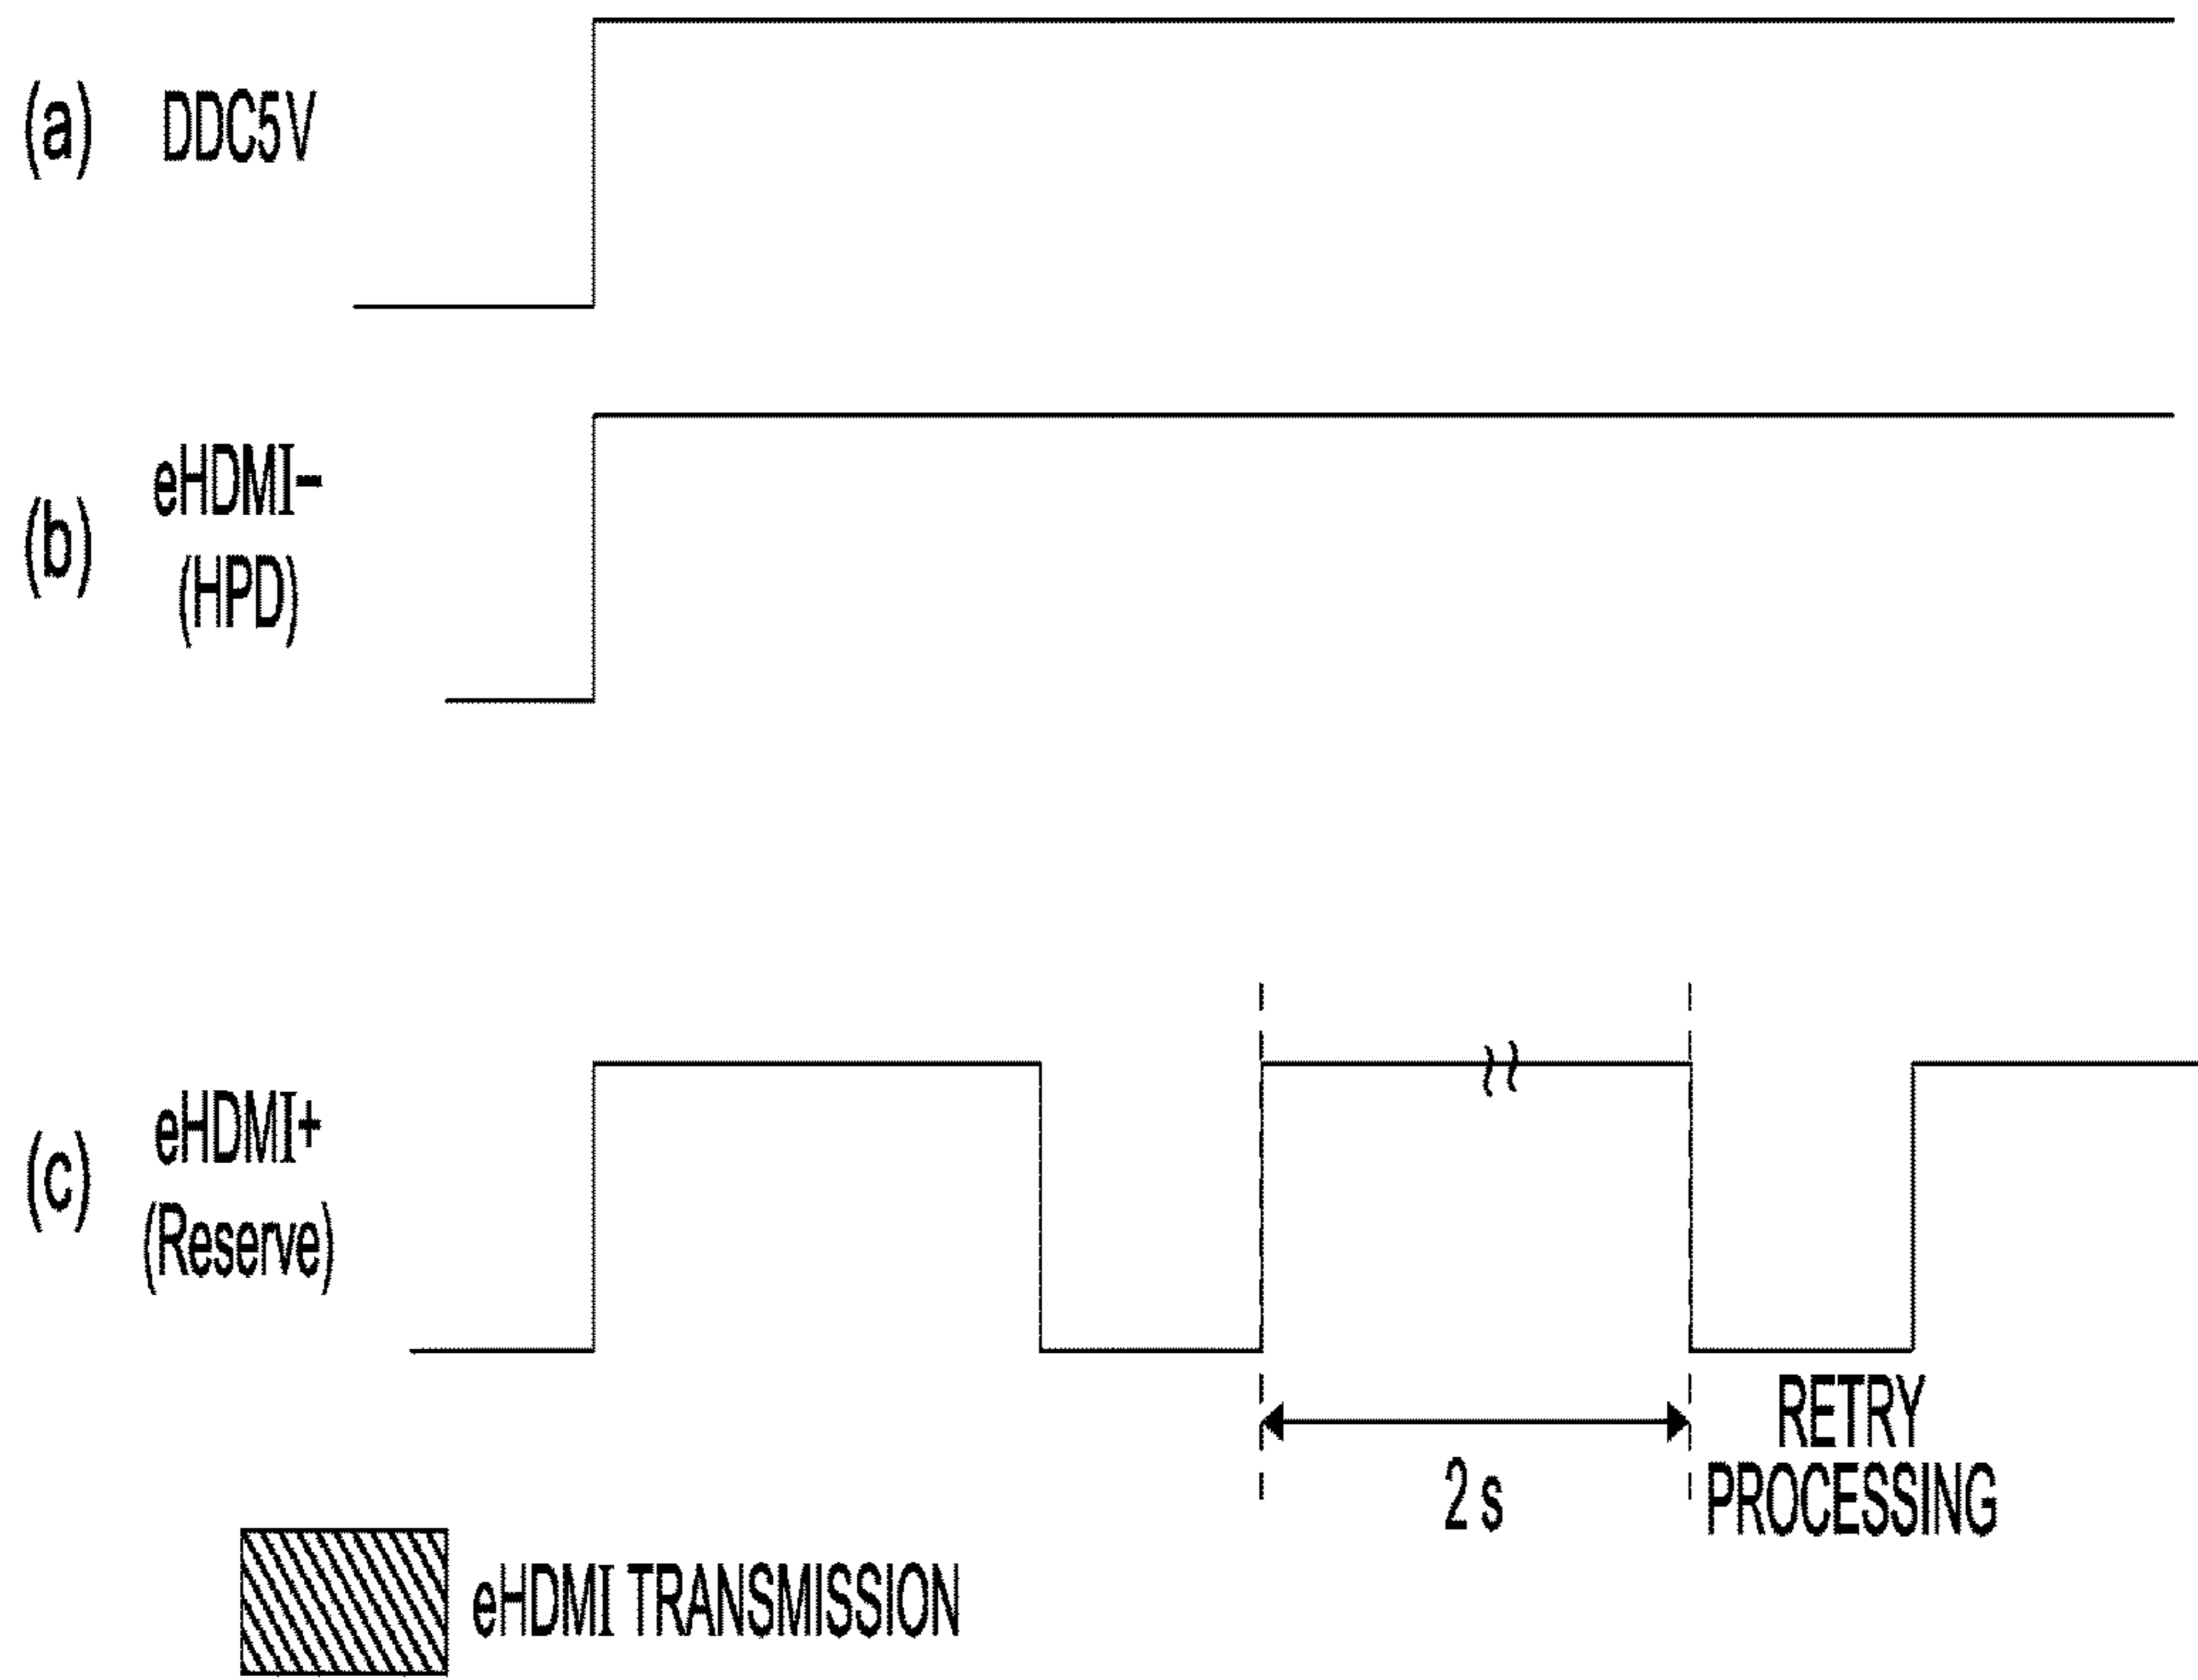 (a) DDC5V
eHDMI−
(b)
(HPD)
eHDMI+
(c)
(Reserve)
RETRY
2 s
PROCESSING
eHDMI TRANSMISSION